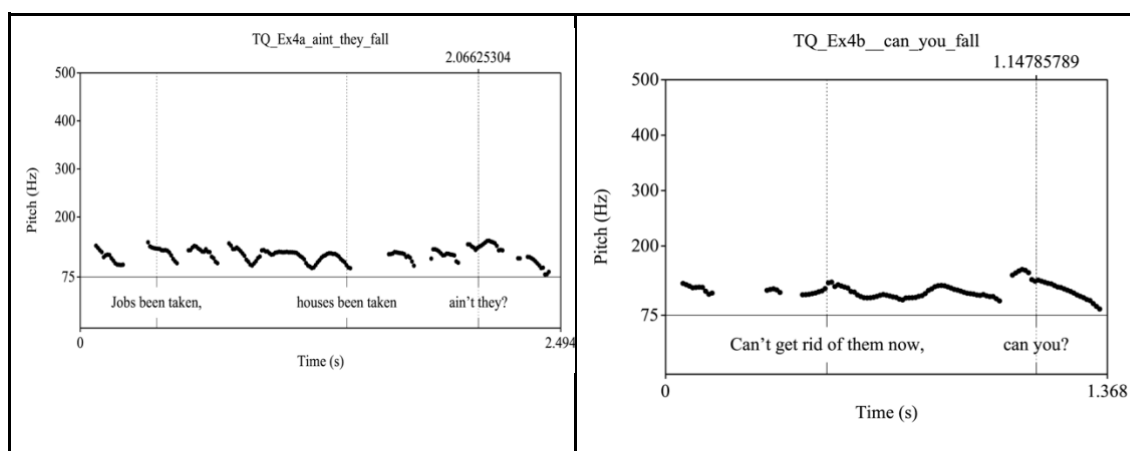 TQ_Ex4a_aint_they_fall
2.06625304
500
400
300
200
75
Pitch (Hz)
Jobs been taken, houses been taken ain't they?
0 2.494
Time (s)
TQ_Ex4b__can_you_fall
1.14785789
500
400
300
200
75
Pitch (Hz)
Can't get rid of them now, can you?
0 1.368
Time (s)